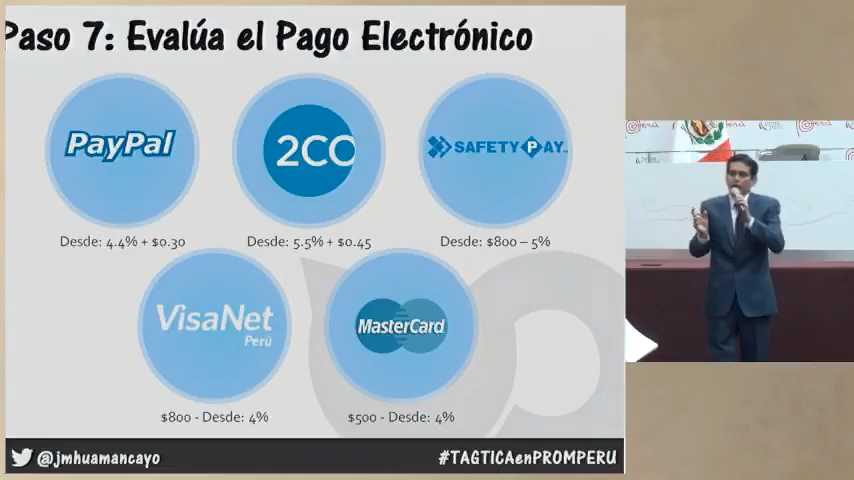 Paso 7: Evalúa el Pago Electrónico
PayPal
2CO
SAFETYPAY
Desde: 4.4% + $0.30
Desde: 5.5% + $0.45
Desde: $800 – 5%
VisaNet
Perú
MasterCard
$800 - Desde: 4%
$500 - Desde: 4%
@jmhuamancayo
#TAGTICAenPROMPERU